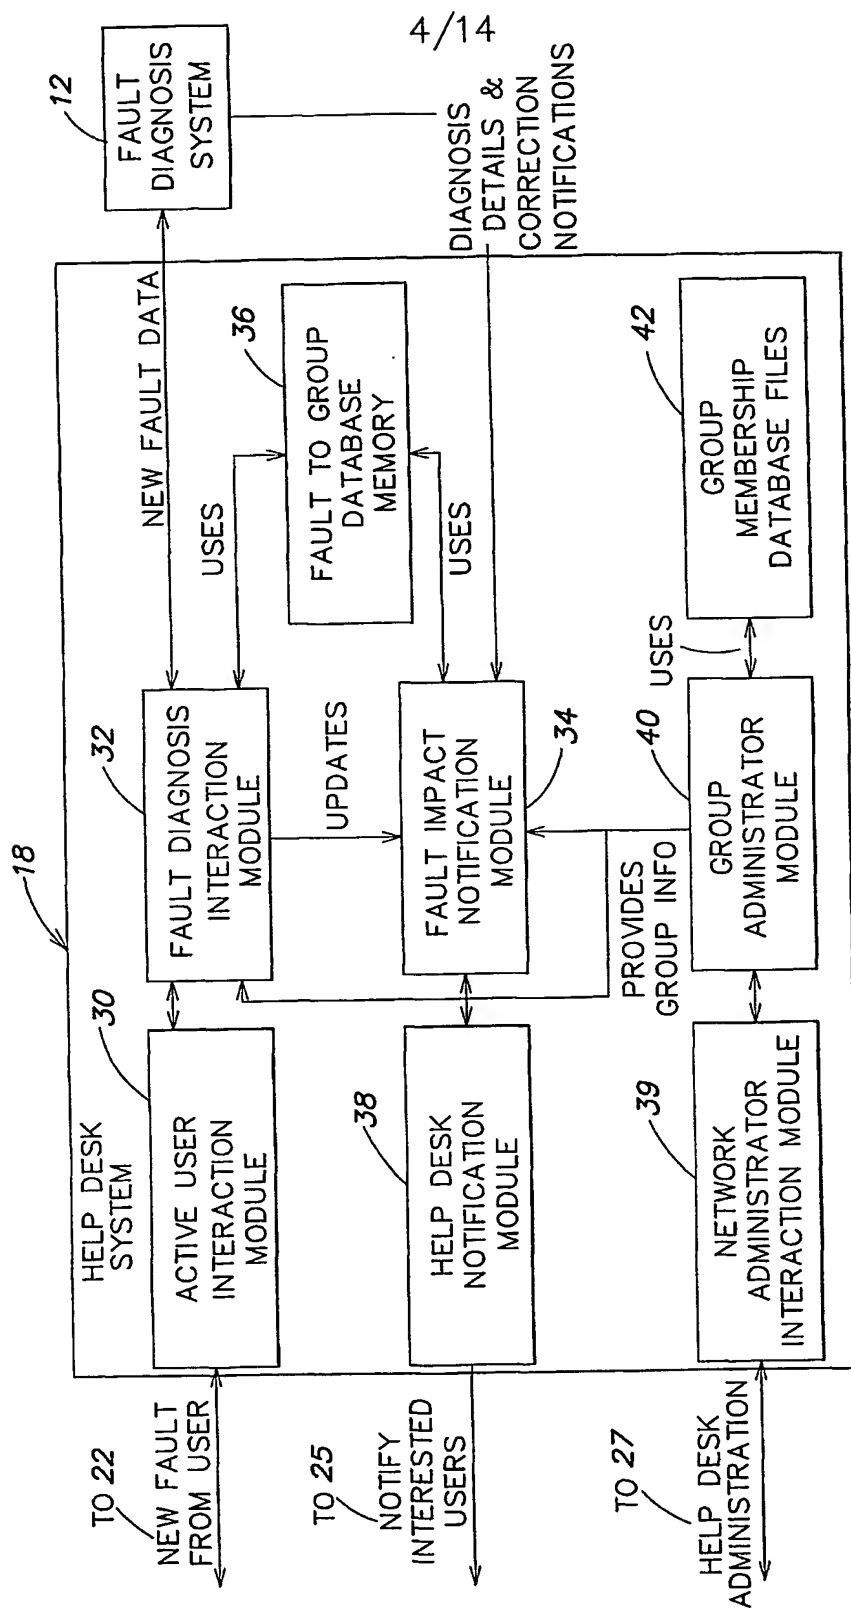 4/14
TO 22
NEW FAULT
FROM USER
TO 25
NOTIFY
INTERESTED
USERS
TO 27
HELP DESK
ADMINISTRATION
18
HELP DESK
SYSTEM
30
ACTIVE USER
INTERACTION
MODULE
38
HELP DESK
NOTIFICATION
MODULE
39
NETWORK
ADMINISTRATOR
INTERACTION MODULE
32
FAULT DIAGNOSIS
INTERACTION
MODULE
UPDATES
FAULT IMPACT
NOTIFICATION
MODULE
34
PROVIDES
GROUP INFO
40
GROUP
ADMINISTRATOR
MODULE
NEW FAULT DATA
USES
36
FAULT TO GROUP
DATABASE
MEMORY
USES
USES
42
GROUP
MEMBERSHIP
DATABASE FILES
12
FAULT
DIAGNOSIS
SYSTEM
DIAGNOSIS
DETAILS &
CORRECTION
NOTIFICATIONS